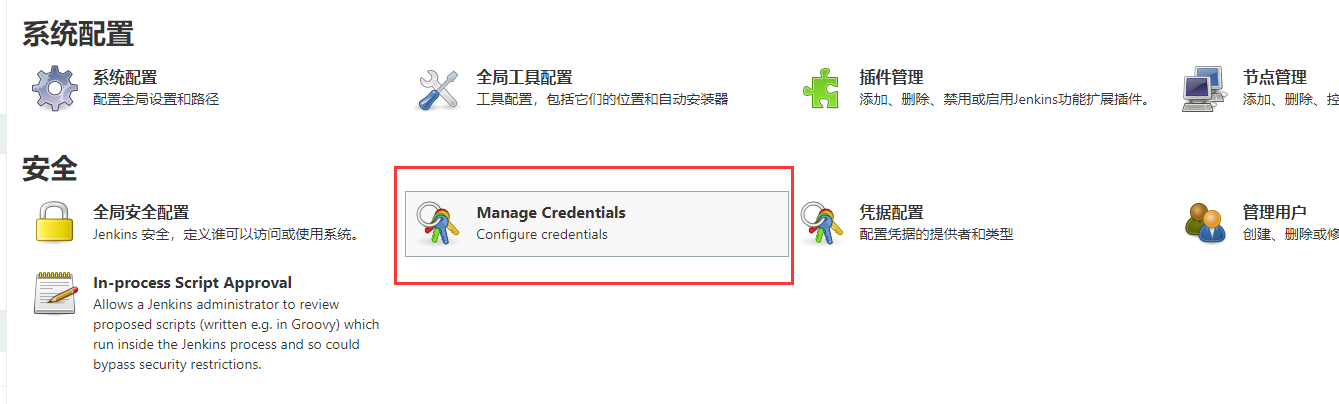 系统配置
系统配置
配置全局设置和路径
全局工具配置
工具配置，包括它们的位置和自动安装器
插件管理
添加、删除、禁用或启用Jenkins功能扩展插件。
节点管理
添加、删除、控
安全
全局安全配置
Jenkins 安全，定义谁可以访问或使用系统。
Manage Credentials
Configure credentials
凭据配置
配置凭据的提供者和类型
管理用户
创建、删除或修
In-process Script Approval
Allows a Jenkins administrator to review
proposed scripts (written e.g. in Groovy) which
run inside the Jenkins process and so could
bypass security restrictions.